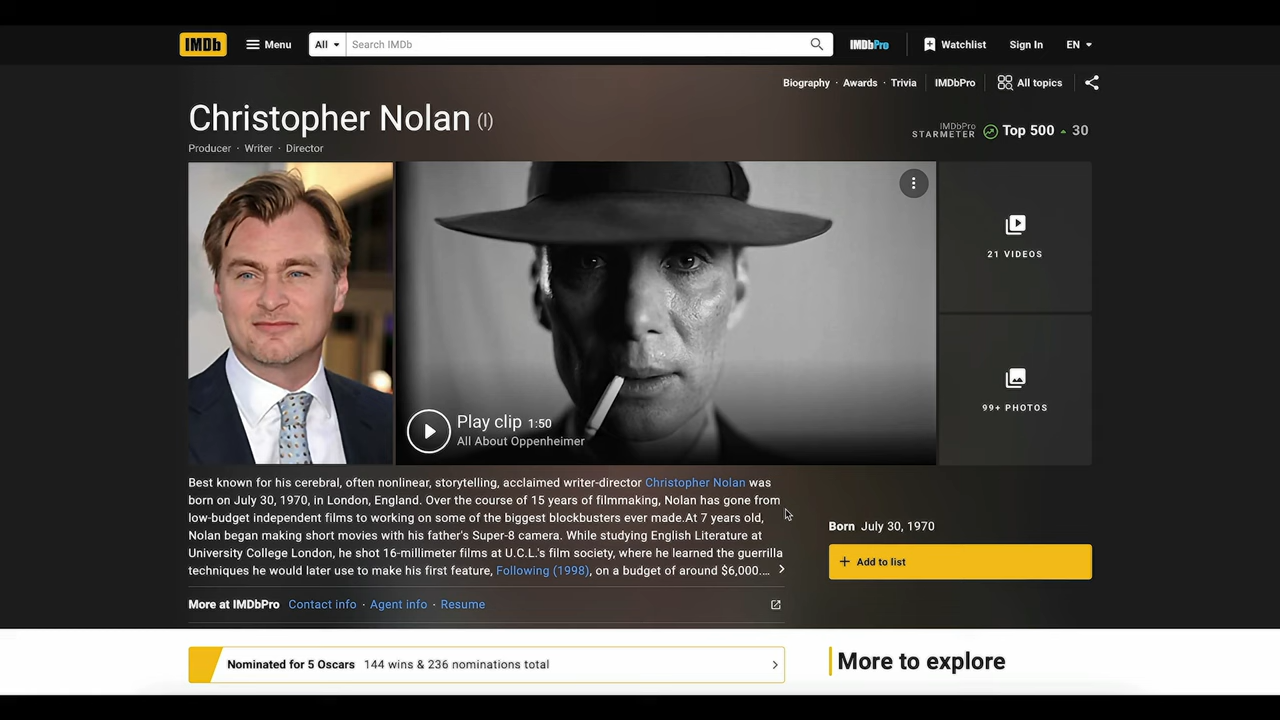 IMDb Menu All Search IMDb IMDbPro Watchlist Sign In EN
Biography · Awards · Trivia IMDbPro All topics
Christopher Nolan (I)
IMDbPro STARMETER Top 500 30
Producer · Writer · Director
21 VIDEOS
99+ PHOTOS
Play clip 1:50
All About Oppenheimer
Best known for his cerebral, often nonlinear, storytelling, acclaimed writer-director Christopher Nolan was
born on July 30, 1970, in London, England. Over the course of 15 years of filmmaking, Nolan has gone from
low-budget independent films to working on some of the biggest blockbusters ever made.At 7 years old,
Nolan began making short movies with his father's Super-8 camera. While studying English Literature at
University College London, he shot 16-millimeter films at U.C.L.'s film society, where he learned the guerrilla
techniques he would later use to make his first feature, Following (1998), on a budget of around $6,000....
Born July 30, 1970
+ Add to list
More at IMDbPro Contact info · Agent info · Resume
Nominated for 5 Oscars 144 wins & 236 nominations total
More to explore